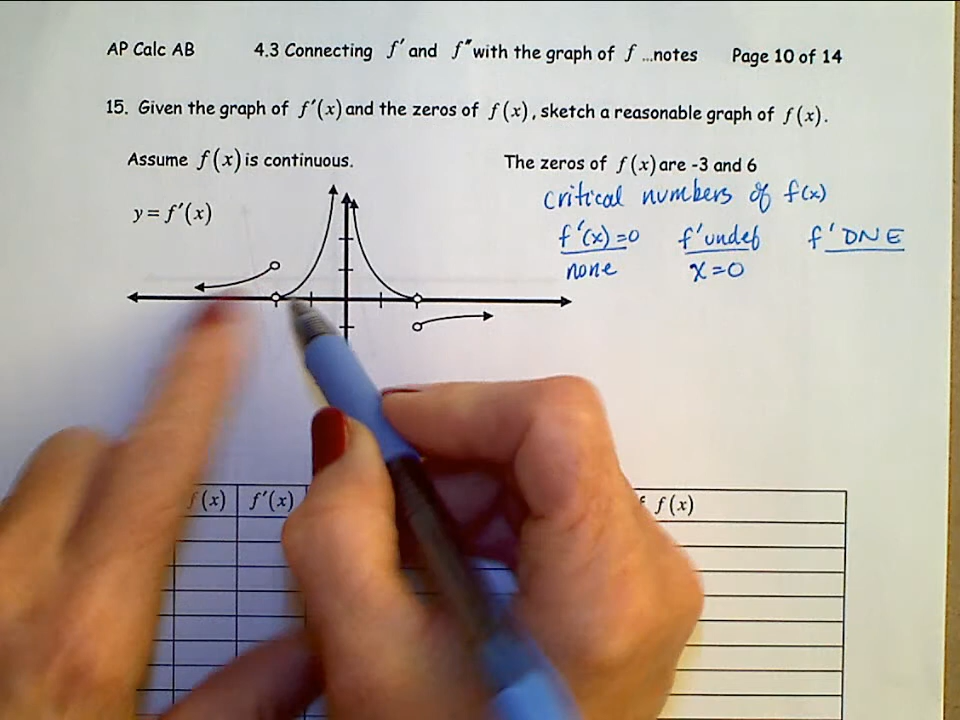 AP Calc AB 4.3 Connecting f′ and f″ with the graph of f ...notes Page 10 of 14
15. Given the graph of f′(x) and the zeros of f(x), sketch a reasonable graph of f(x).
Assume f(x) is continuous. The zeros of f(x) are -3 and 6
critical numbers of f(x)
y = f′(x)
f′(x)=0 f′undef f′DNE
none x=0
f(x) f′(x) f(x)